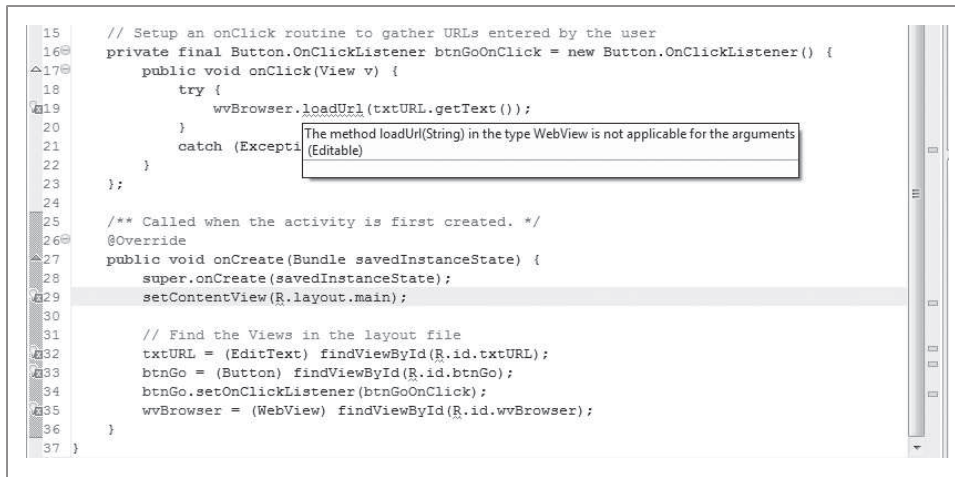 15 // Setup an onClick routine to gather URLs entered by the user
16 private final Button.OnClickListener btnGoOnClick = new Button.OnClickListener() {
17 public void onClick(View v) {
18 try {
19 wvBrowser.loadUrl(txtURL.getText());
20 }
The method loadUrl(String) in the type WebView is not applicable for the arguments
(Editable)
21 catch (Excepti
22 }
23 };
24
25 /** Called when the activity is first created. */
26 @Override
27 public void onCreate(Bundle savedInstanceState) {
28 super.onCreate(savedInstanceState);
29 setContentView(R.layout.main);
30
31 // Find the Views in the layout file
32 txtURL = (EditText) findViewById(R.id.txtURL);
33 btnGo = (Button) findViewById(R.id.btnGo);
34 btnGo.setOnClickListener(btnGoOnClick);
35 wvBrowser = (WebView) findViewById(R.id.wvBrowser);
36 }
37 }